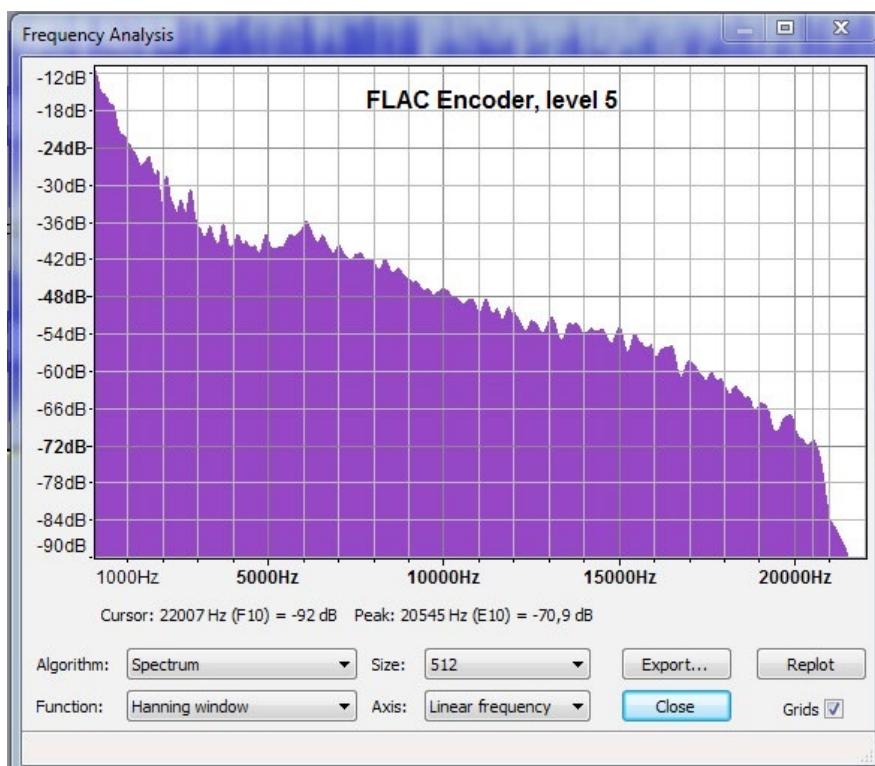 Frequency Analysis
FLAC Encoder, level 5
-12dB
-18dB
-24dB
-30dB
-36dB
-42dB
-48dB
-54dB
-60dB
-66dB
-72dB
-78dB
-84dB
-90dB
1000Hz 5000Hz 10000Hz 15000Hz 20000Hz
Cursor: 22007 Hz (F10) = -92 dB Peak: 20545 Hz (E10) = -70,9 dB
Algorithm: Spectrum Size: 512 Export... Replot
Function: Hanning window Axis: Linear frequency Close Grids